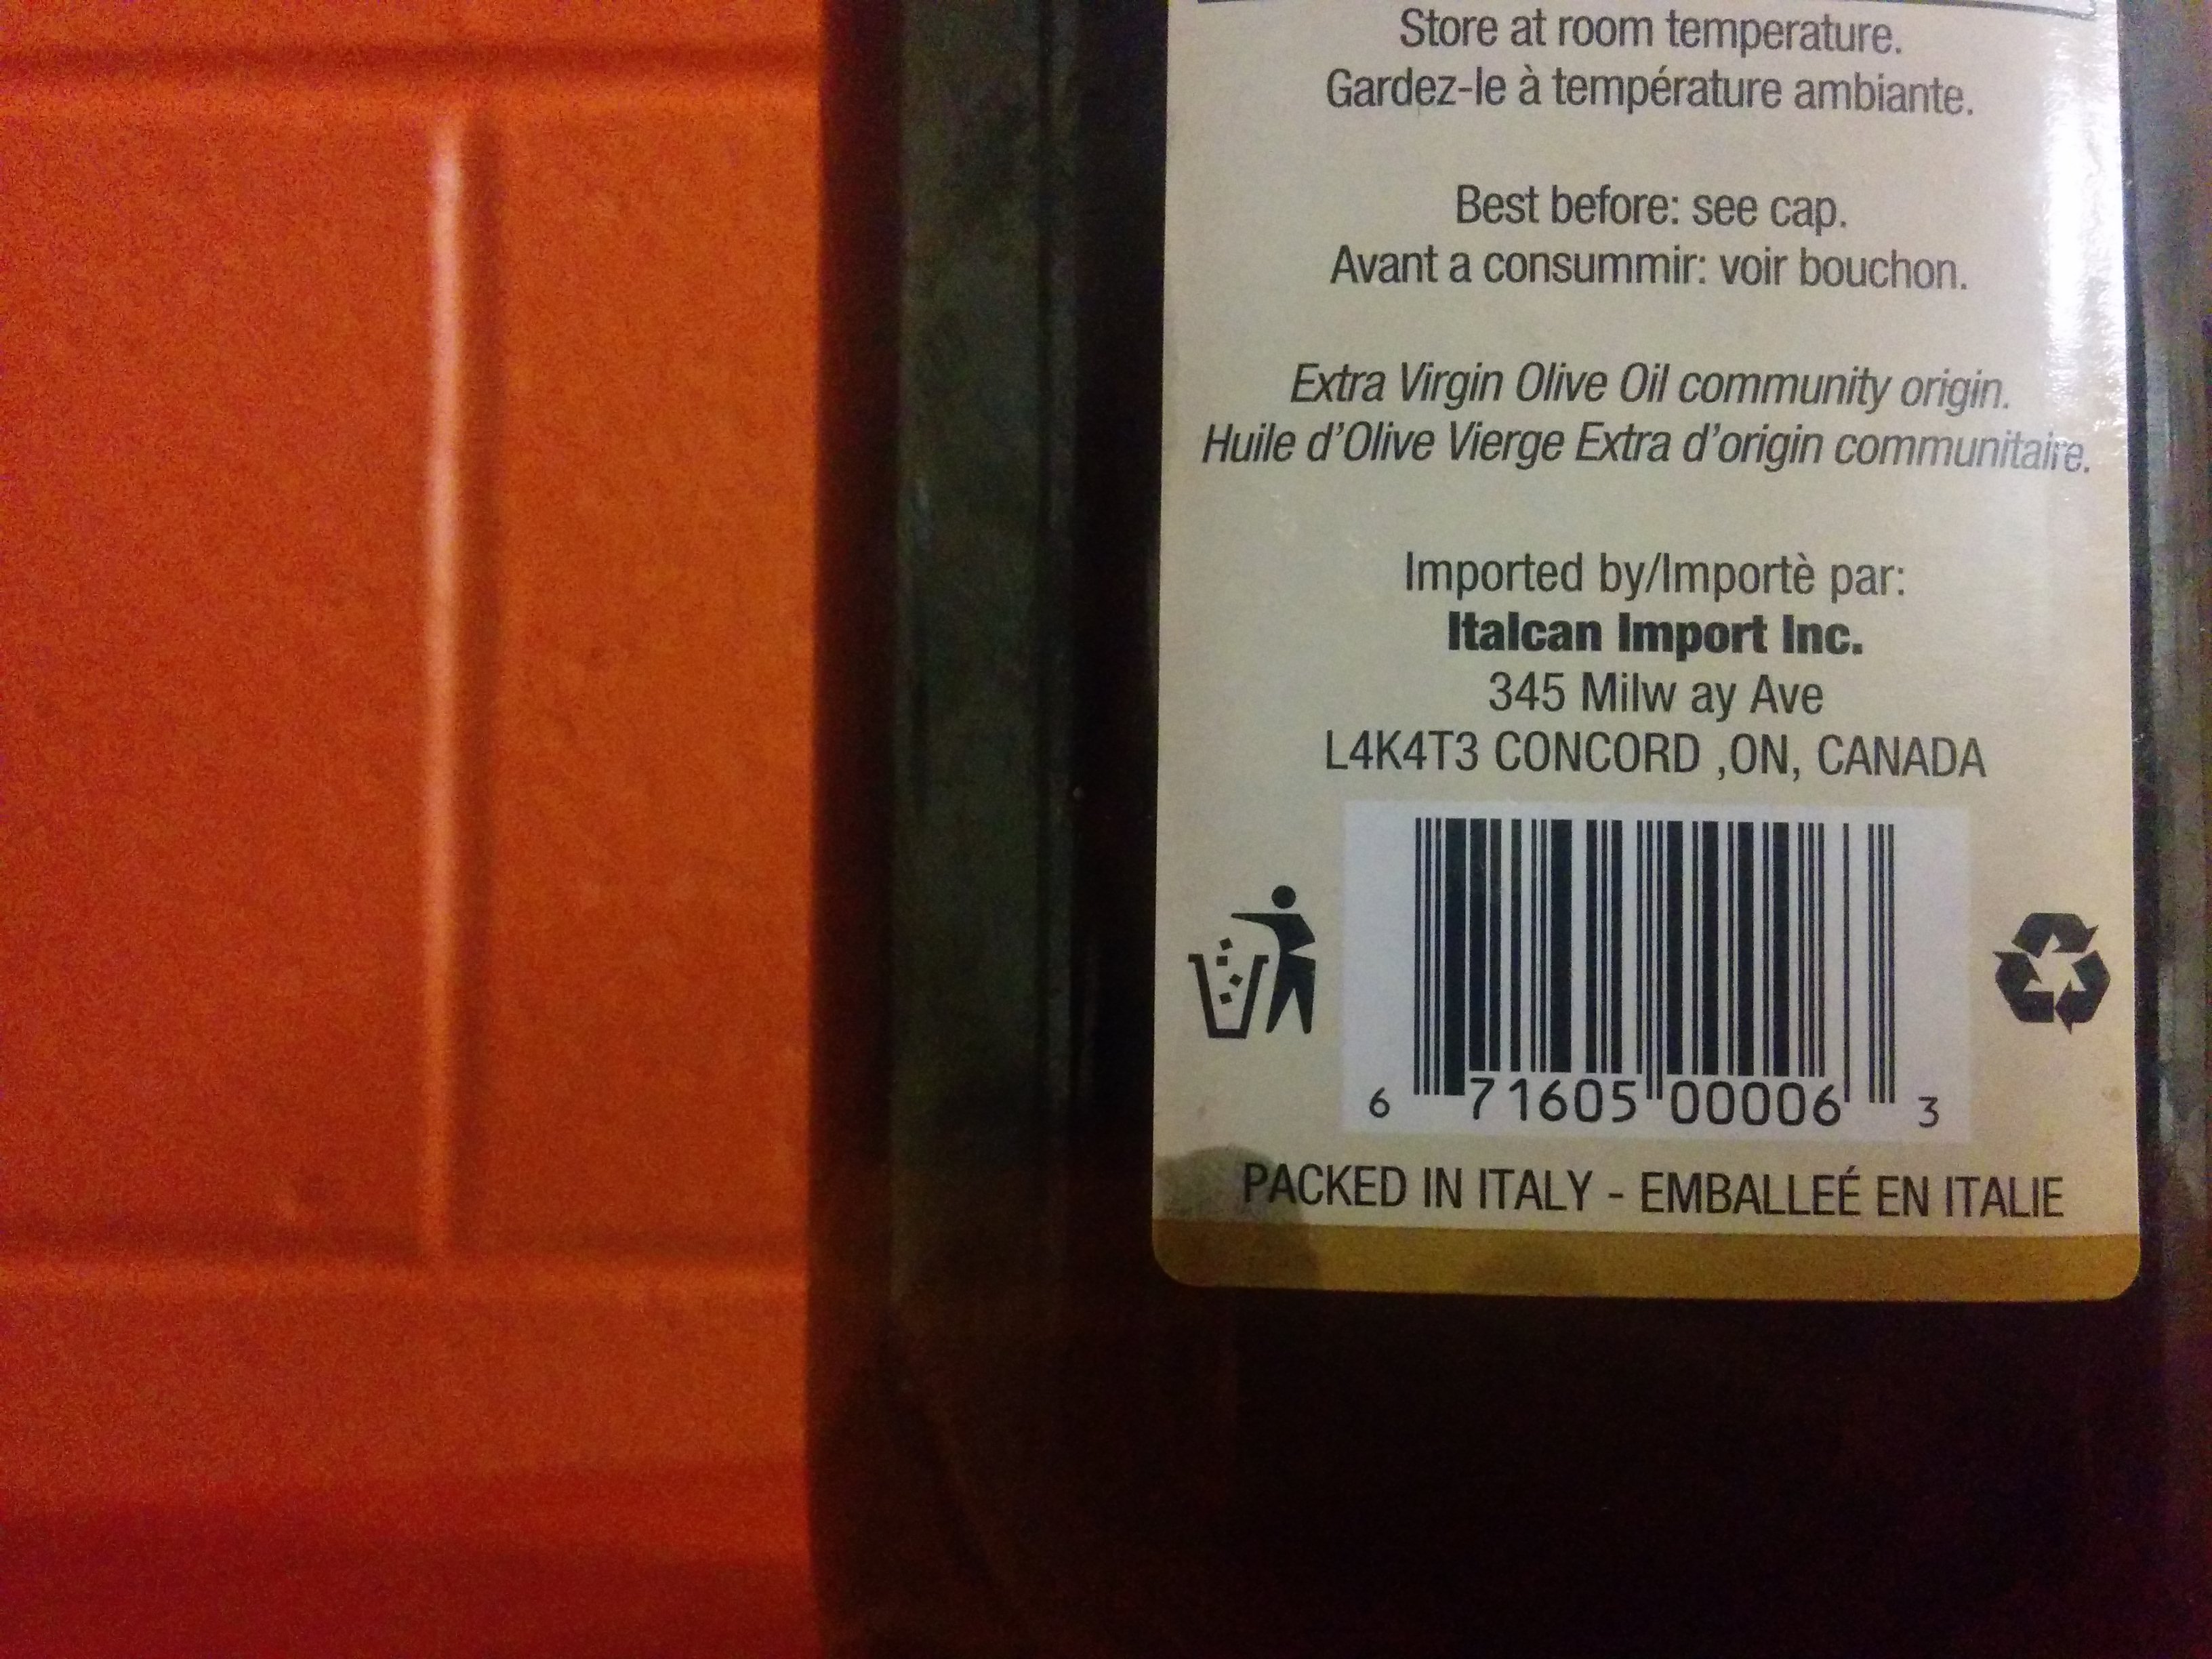 Store at room temperature.
Gardez-le à température ambiante.
Best before: see cap.
Avant a consummir: voir bouchon.
Extra Virgin Olive Oil community origin.
Huile d'Olive Vierge Extra d'origin communitaire.
Imported by/Importè par:
Italcan Import Inc.
345 Milw ay Ave
L4K4T3 CONCORD ,ON, CANADA
6 71605 00006 3
PACKED IN ITALY - EMBALLEÉ EN ITALIE